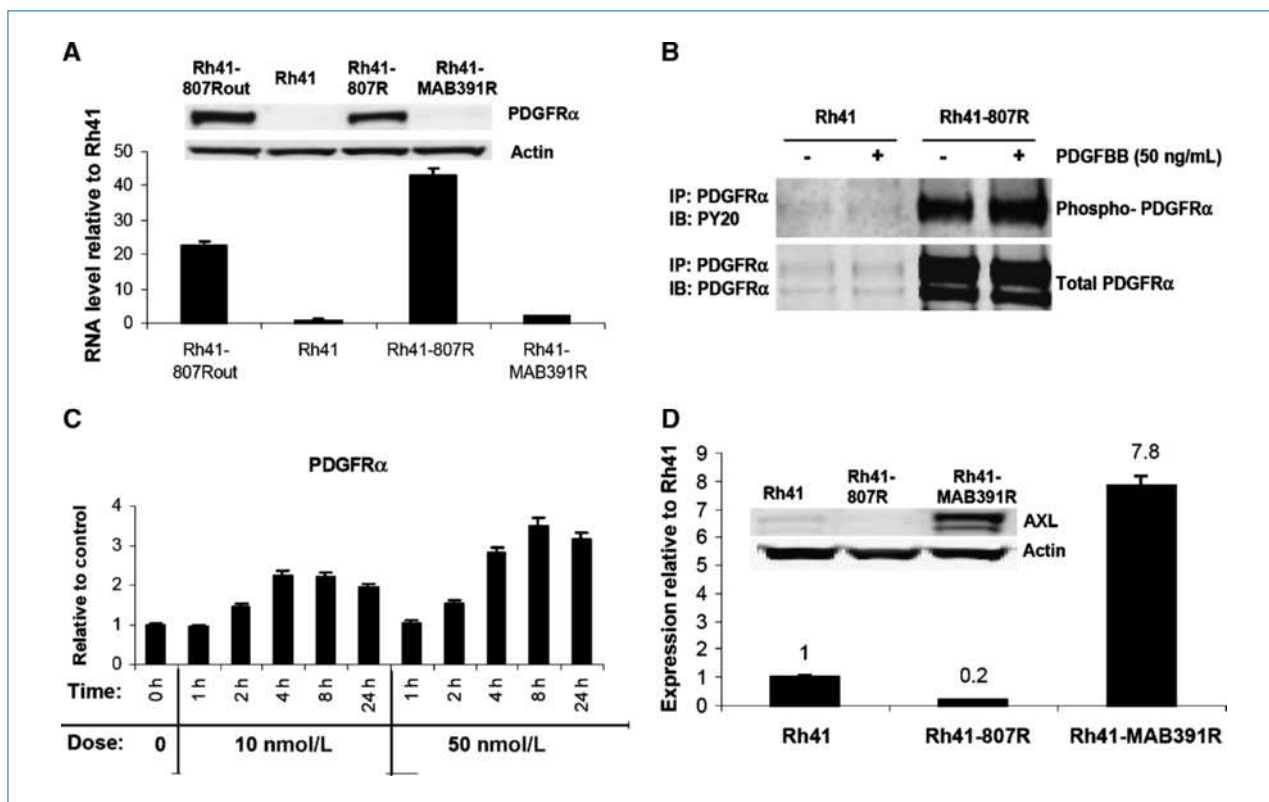 A
Rh41-
807Rout
Rh41
Rh41-
807R
Rh41-
MAB391R
PDGFRα
Actin
RNA level relative to Rh41
50
40
30
20
10
0
Rh41-
807Rout
Rh41
Rh41-807R
Rh41-
MAB391R
B
Rh41
Rh41-807R
- + - + PDGFBB (50 ng/mL)
IP: PDGFRα
IB: PY20
Phospho- PDGFRα
IP: PDGFRα
IB: PDGFRα
Total PDGFRα
C
PDGFRα
Relative to control
4
3
2
1
0
Time: 0 h 1 h 2 h 4 h 8 h 24 h 1 h 2 h 4 h 8 h 24 h
Dose: 0 10 nmol/L 50 nmol/L
D
Expression relative to Rh41
9
8
7
6
5
4
3
2
1
0
Rh41
Rh41-
807R
Rh41-
MAB391R
AXL
Actin
1
0.2
7.8
Rh41 Rh41-807R Rh41-MAB391R